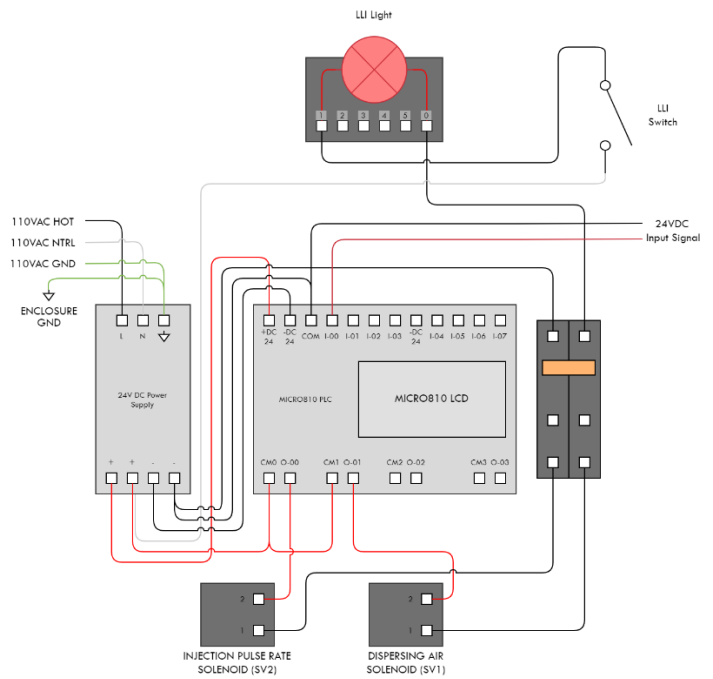 LLI Light
1 2 3 4 5 0
LLI
Switch
110VAC HOT
110VAC NTRL
110VAC GND
ENCLOSURE
GND
24VDC
Input Signal
L N
+DC
24
-DC
24
COM I-00 I-01 I-02 I-03
-DC
24
I-04 I-05 I-06 I-07
24V DC Power
Supply
MICRO810 PLC
MICRO810 LCD
+ + - -
CM0 O-00 CM1 O-01 CM2 O-02 CM3 O-03
2
1
INJECTION PULSE RATE
SOLENOID (SV2)
2
1
DISPERSING AIR
SOLENOID (SV1)